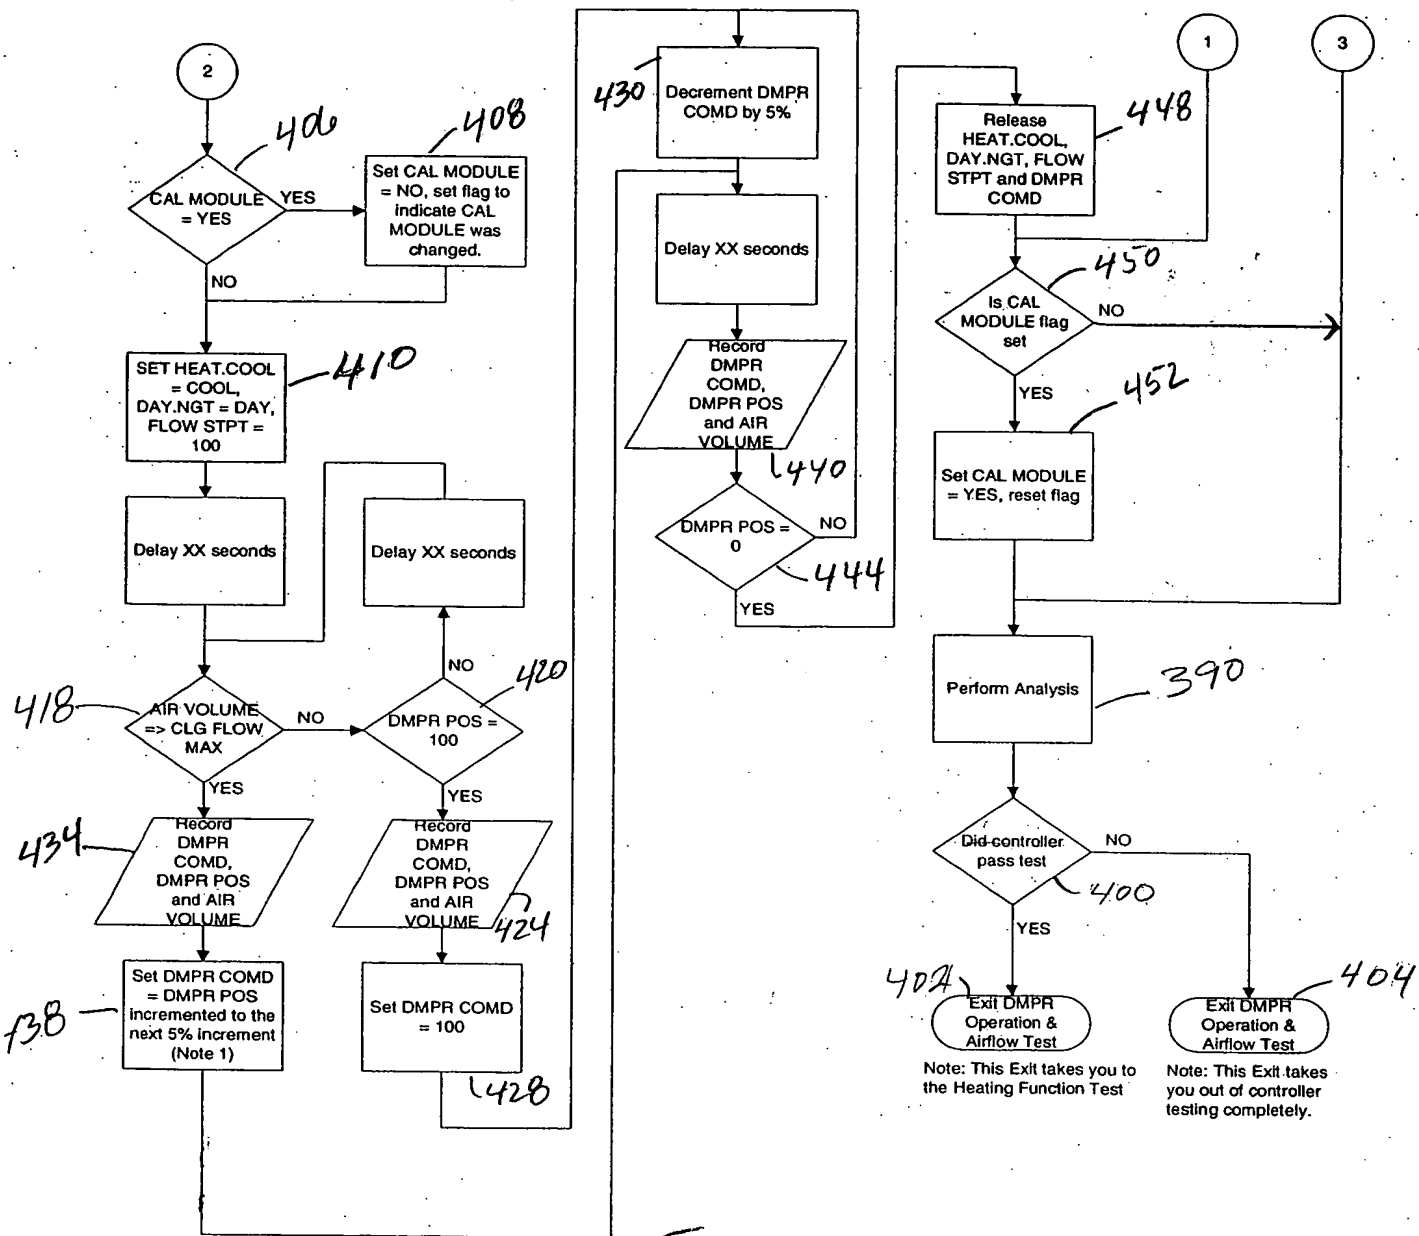 2
406
CAL MODULE
= YES
YES
NO
408
Set CAL MODULE
= NO, set flag to
indicate CAL
MODULE was
changed.
SET HEAT.COOL
= COOL,
DAY.NGT = DAY,
FLOW STPT =
100
410
Delay XX seconds
Delay XX seconds
418
AIR VOLUME
=> CLG FLOW
MAX
NO
YES
420
DMPR POS =
100
NO
YES
434
Record
DMPR
COMD,
DMPR POS
and AIR
VOLUME
Record
DMPR
COMD,
DMPR POS
and AIR
VOLUME
424
Set DMPR COMD
= DMPR POS
incremented to the
next 5% increment
(Note 1)
Set DMPR COMD
= 100
428
430
Decrement DMPR
COMD by 5%
Delay XX seconds
Record
DMPR
COMD,
DMPR POS
and AIR
VOLUME
440
DMPR POS =
0
NO
444
YES
1
3
Release
HEAT.COOL,
DAY.NGT, FLOW
STPT and DMPR
COMD
448
450
Is CAL
MODULE flag
set
NO
YES
452
Set CAL MODULE
= YES, reset flag
Perform Analysis
390
Did controller
pass test
NO
400
YES
402
Exit DMPR
Operation &
Airflow Test
Note: This Exit takes you to
the Heating Function Test
404
Exit DMPR
Operation &
Airflow Test
Note: This Exit takes
you out of controller
testing completely.